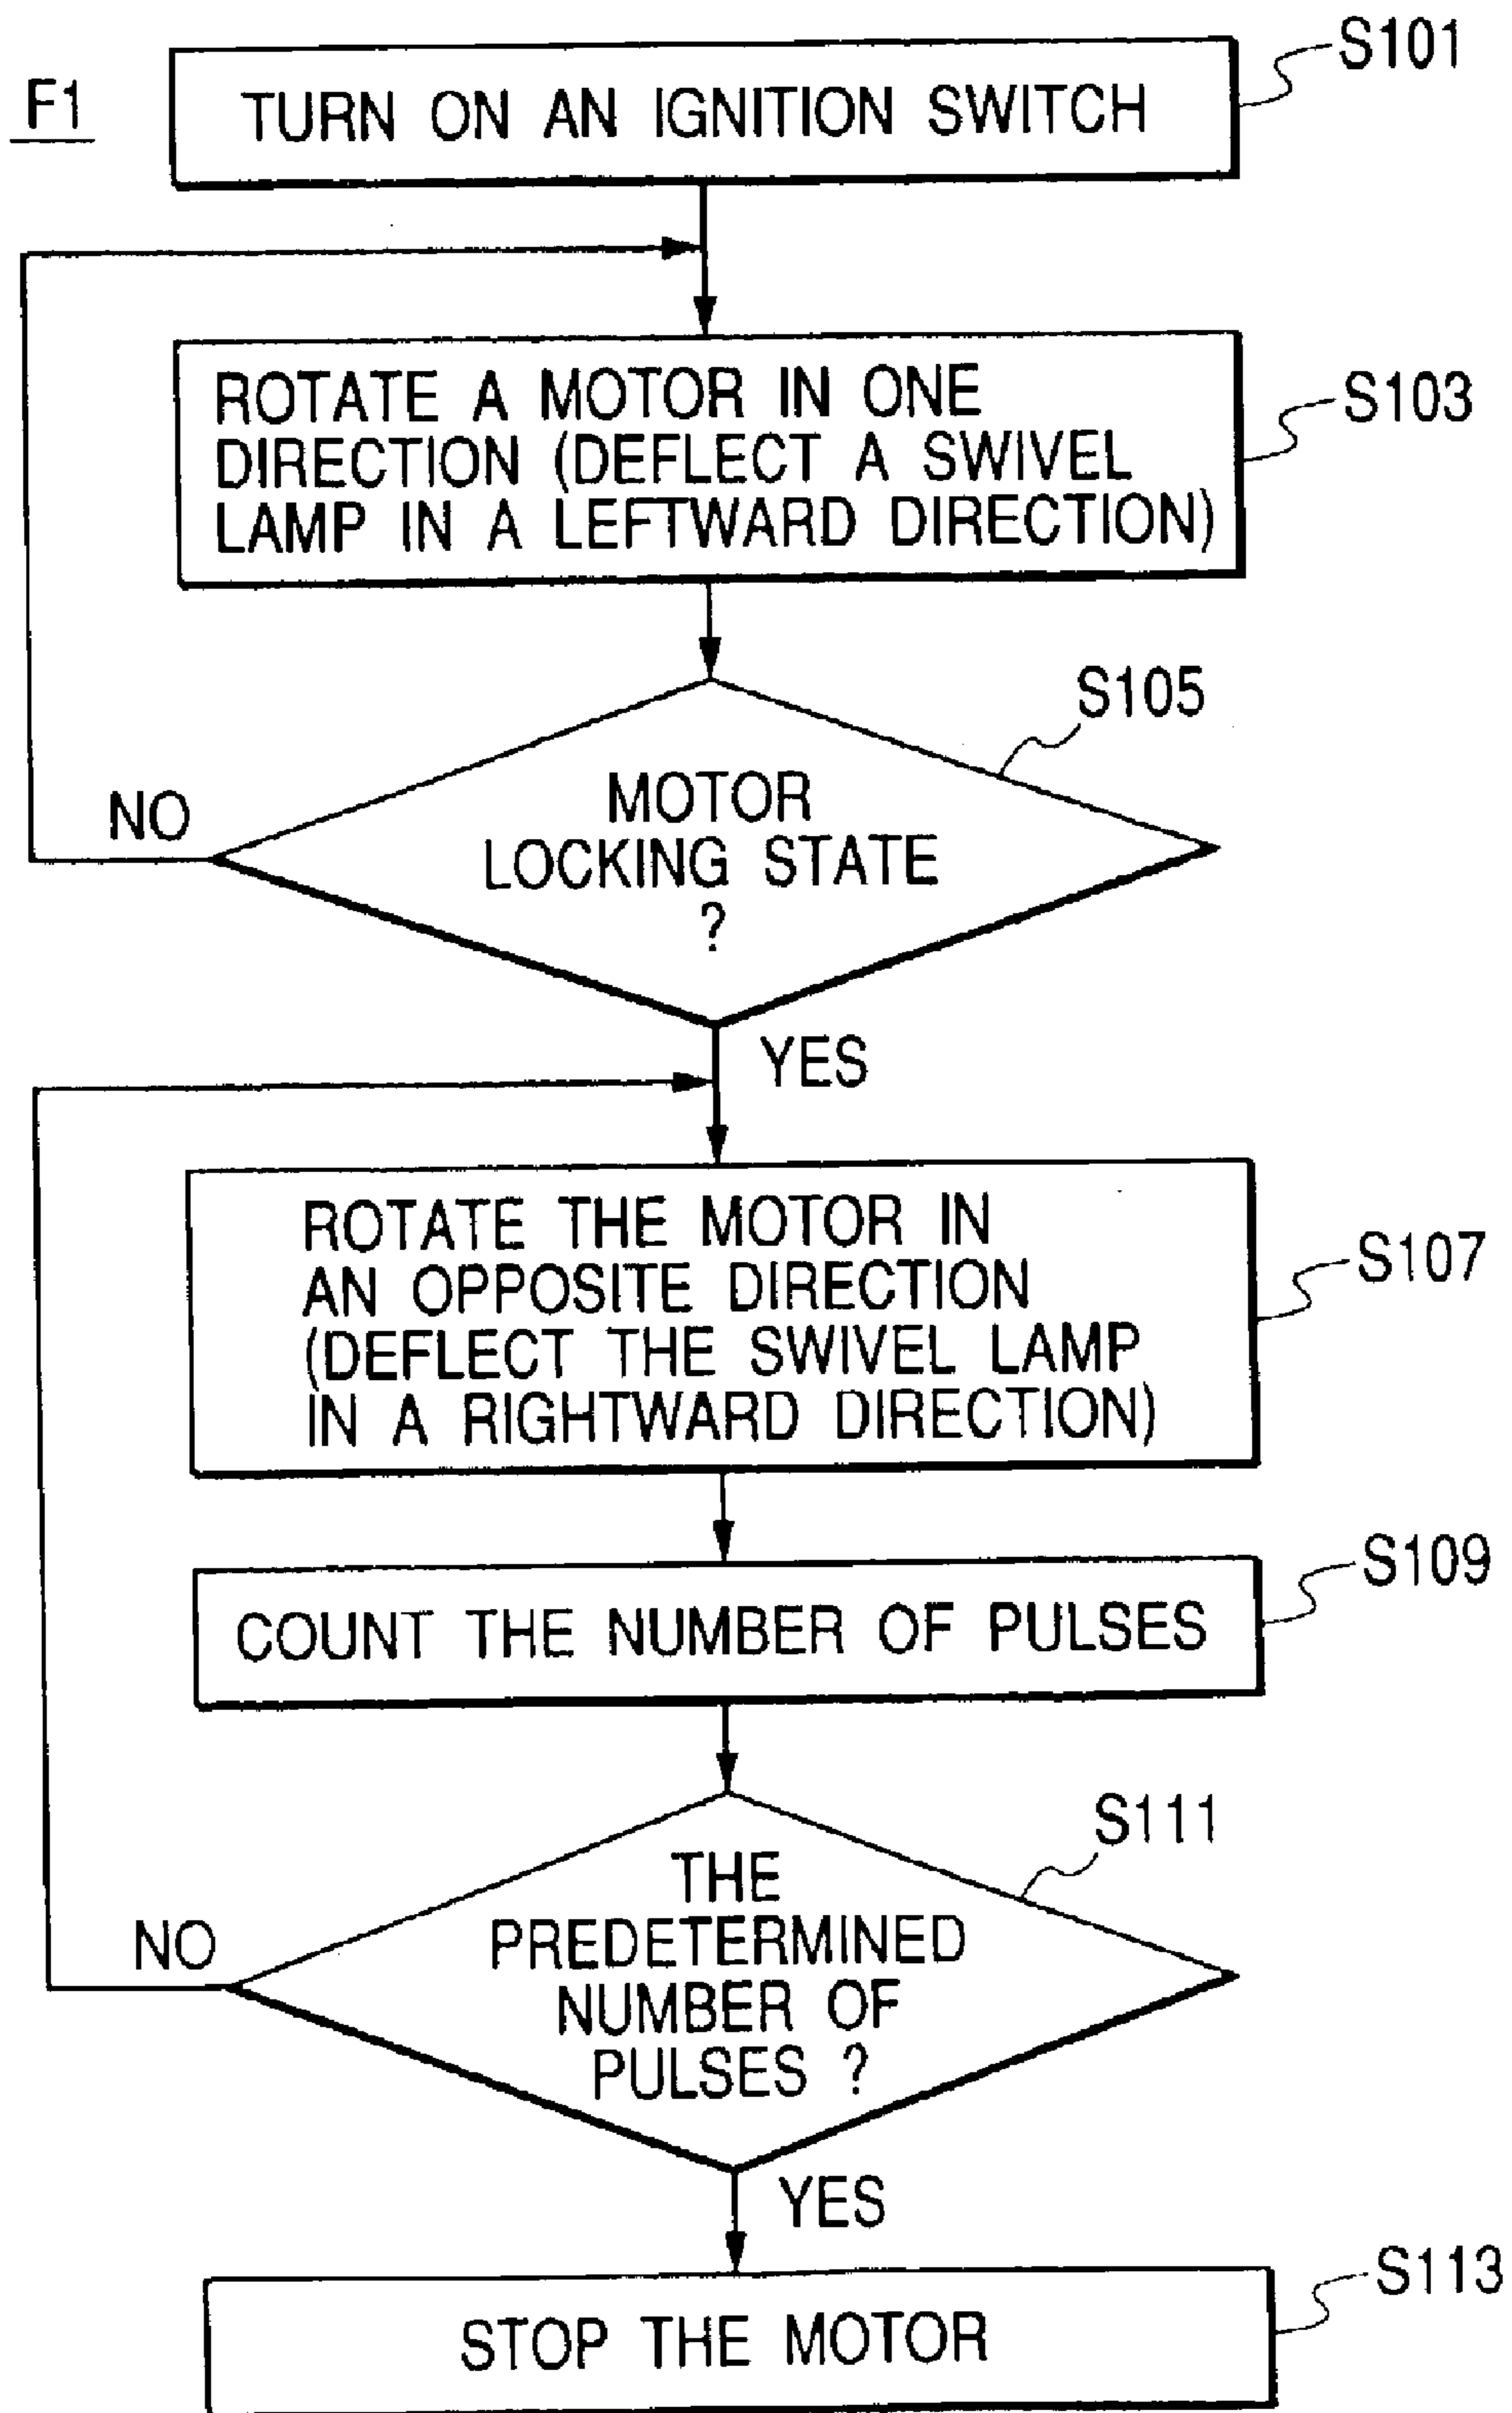 F1
TURN ON AN IGNITION SWITCH
S101
ROTATE A MOTOR IN ONE
DIRECTION (DEFLECT A SWIVEL
LAMP IN A LEFTWARD DIRECTION)
S103
S105
MOTOR
LOCKING STATE
?
NO
YES
ROTATE THE MOTOR IN
AN OPPOSITE DIRECTION
(DEFLECT THE SWIVEL LAMP
IN A RIGHTWARD DIRECTION)
S107
COUNT THE NUMBER OF PULSES
S109
S111
THE
PREDETERMINED
NUMBER OF
PULSES ?
NO
YES
STOP THE MOTOR
S113